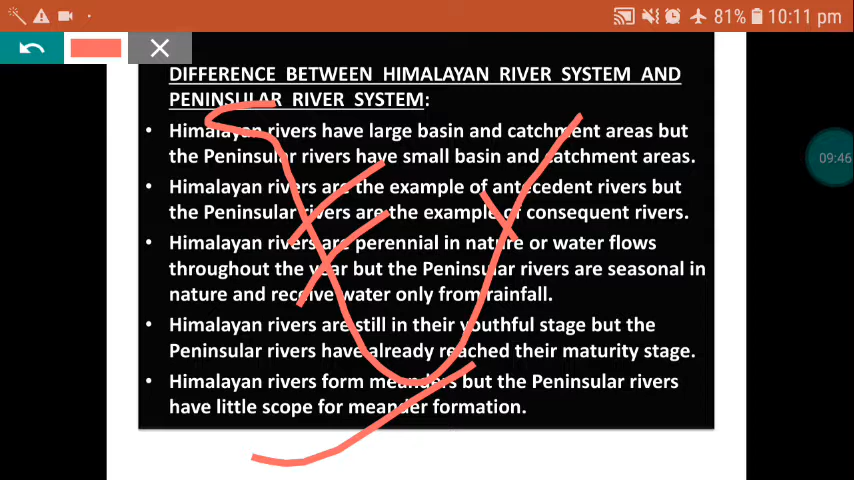 81% 10:11 pm
DIFFERENCE BETWEEN HIMALAYAN RIVER SYSTEM AND
PENINSULAR RIVER SYSTEM:
• Himalayan rivers have large basin and catchment areas but
the Peninsular rivers have small basin and catchment areas.
09:46
• Himalayan rivers are the example of antecedent rivers but
the Peninsular rivers are the example of consequent rivers.
• Himalayan rivers are perennial in nature or water flows
throughout the year but the Peninsular rivers are seasonal in
nature and receive water only from rainfall.
• Himalayan rivers are still in their youthful stage but the
Peninsular rivers have already reached their maturity stage.
• Himalayan rivers form meanders but the Peninsular rivers
have little scope for meander formation.